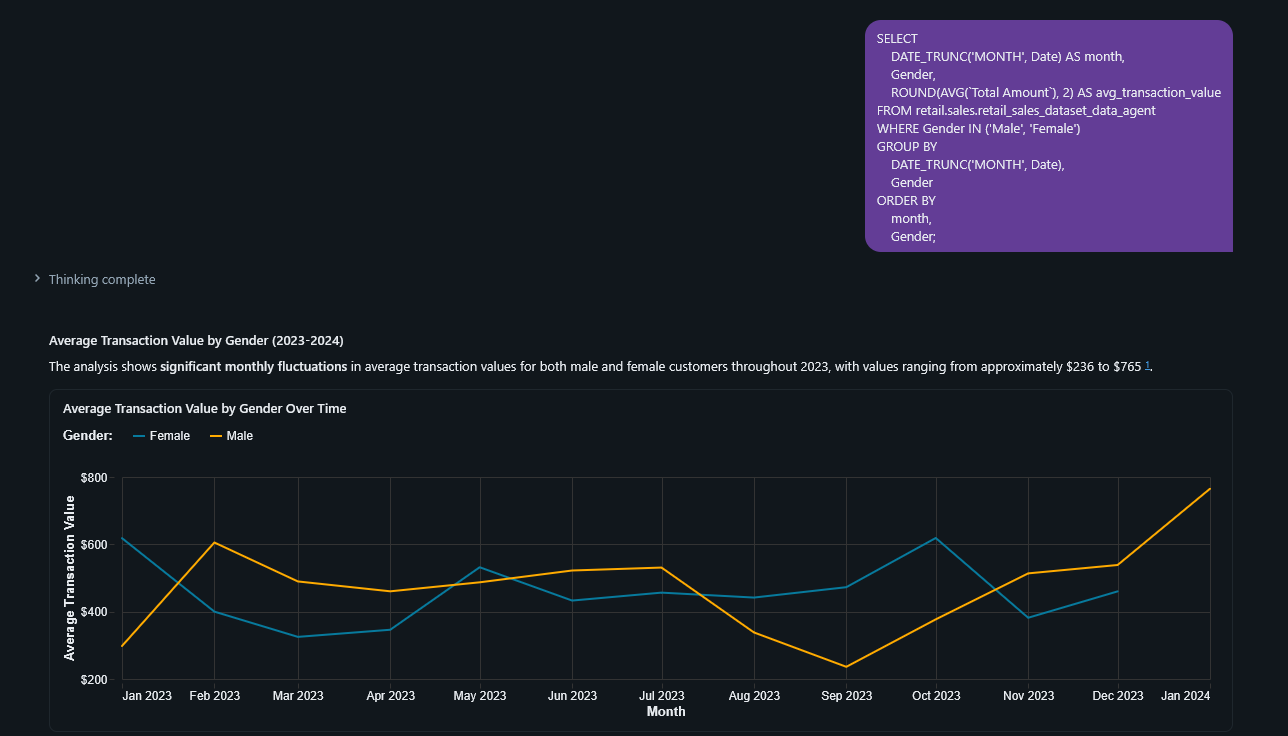 SELECT
DATE_TRUNC('MONTH', Date) AS month,
Gender,
ROUND(AVG(`Total Amount`), 2) AS avg_transaction_value
FROM retail.sales.retail_sales_dataset_data_agent
WHERE Gender IN ('Male', 'Female')
GROUP BY
DATE_TRUNC('MONTH', Date),
Gender
ORDER BY
month,
Gender;
Thinking complete
Average Transaction Value by Gender (2023-2024)
The analysis shows significant monthly fluctuations in average transaction values for both male and female customers throughout 2023, with values ranging from approximately $236 to $765 1.
Average Transaction Value by Gender Over Time
Gender: Female Male
Average Transaction Value
$800
$600
$400
$200
Jan 2023 Feb 2023 Mar 2023 Apr 2023 May 2023 Jun 2023 Jul 2023 Aug 2023 Sep 2023 Oct 2023 Nov 2023 Dec 2023 Jan 2024
Month